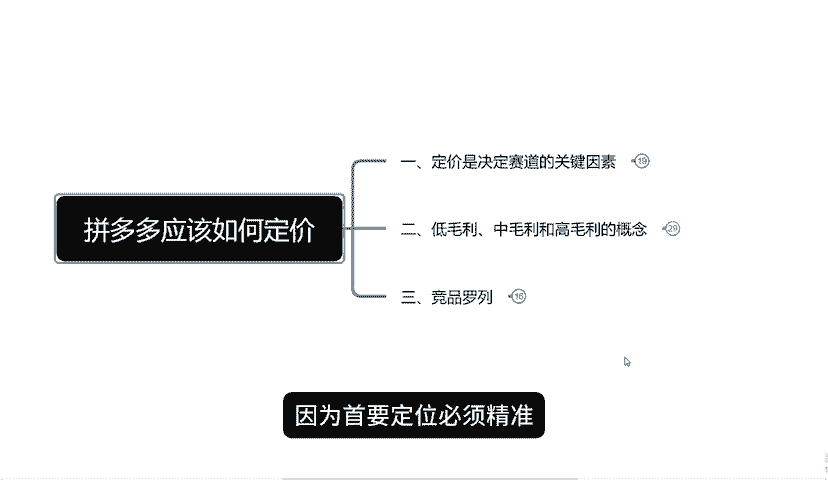 拼多多应该如何定价
一、定价是决定赛道的关键因素 19
二、低毛利、中毛利和高毛利的概念 29
三、竞品罗列 16
因为首要定位必须精准